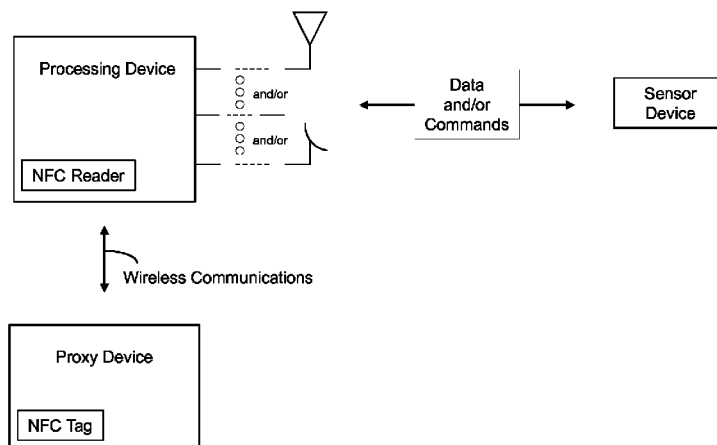 Processing Device
and/or
and/or
NFC Reader
Data
and/or
Commands
Sensor
Device
Wireless Communications
Proxy Device
NFC Tag